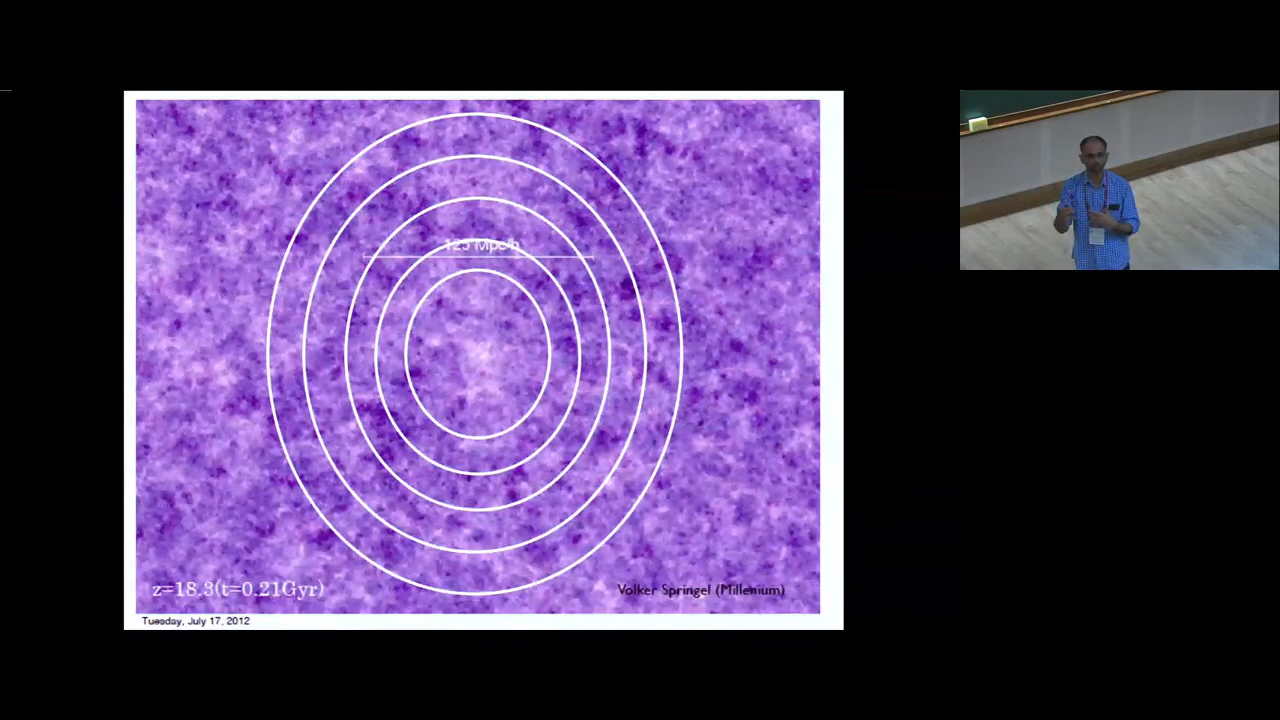 125 Mpc/h
z=18.3(t=0.21Gyr)
Volker Springel (Millenium)
Tuesday, July 17, 2012